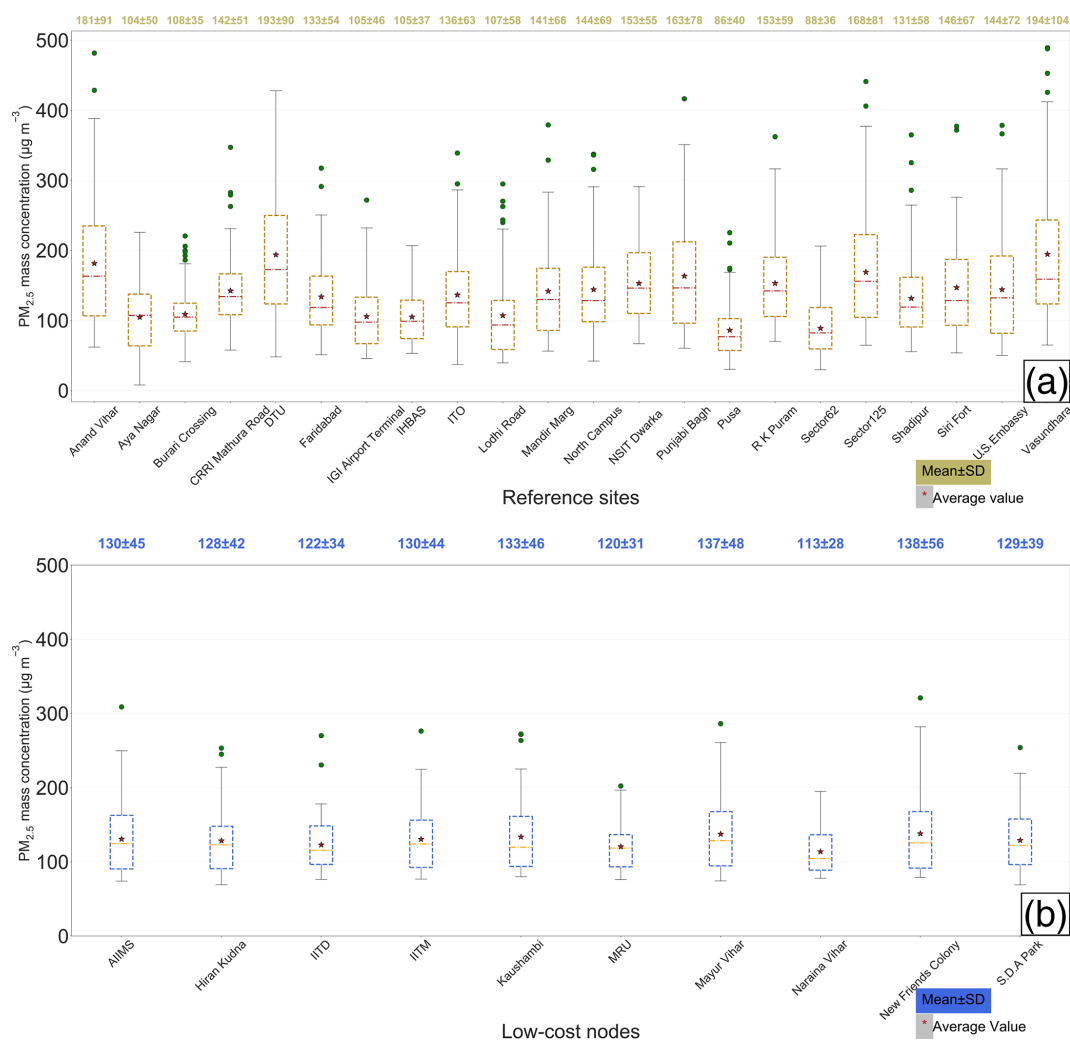 181±91 104±50 108±35 142±51 193±90 133±54 105±46 105±37 136±63 107±58 141±66 144±69 153±55 163±78 86±40 153±59 88±36 168±81 131±58 146±67 144±72 194±104
500
400
300
200
100
0
PM2.5 mass concentration (µg m−3)
(a)
Anand Vihar
Aya Nagar
Burari Crossing
CRRI Mathura Road
DTU
Faridabad
IGI Airport Terminal
IHBAS
ITO
Lodhi Road
Mandir Marg
North Campus
NSIT Dwarka
Punjabi Bagh
Pusa
R K Puram
Sector62
Sector125
Shadipur
Siri Fort
U.S.Embassy
Vasundhara
Mean±SD
* Average value
Reference sites
130±45 128±42 122±34 130±44 133±46 120±31 137±48 113±28 138±56 129±39
500
400
300
200
100
0
PM2.5 mass concentration (µg m−3)
(b)
AIIMS
Hiran Kudna
IITD
IITM
Kaushambi
MRU
Mayur Vihar
Naraina Vihar
New Friends Colony
S.D.A Park
Mean±SD
* Average Value
Low-cost nodes